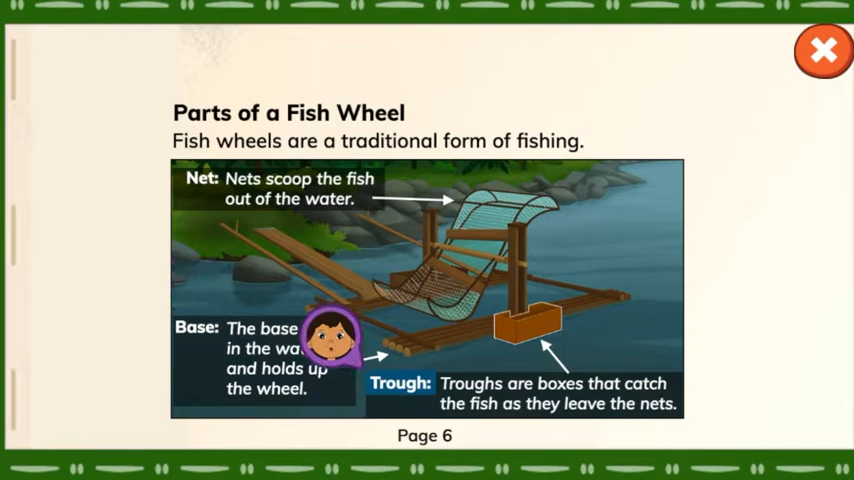 Parts of a Fish Wheel
Fish wheels are a traditional form of fishing.
Net: Nets scoop the fish
out of the water.
Base: The base
in the
and holds up
the wheel.
Trough: Troughs are boxes that catch
the fish as they leave the nets.
Page 6